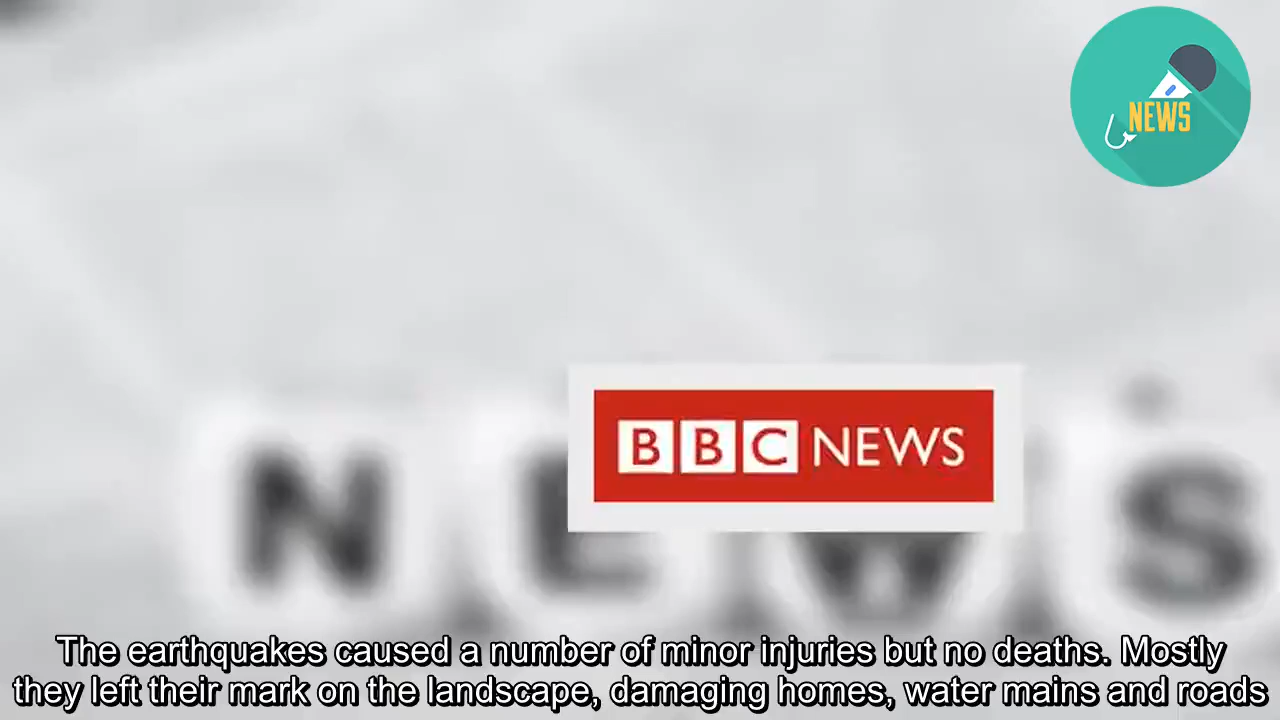 NEWS
BBC NEWS
NEWS
The earthquakes caused a number of minor injuries but no deaths. Mostly
they left their mark on the landscape, damaging homes, water mains and roads